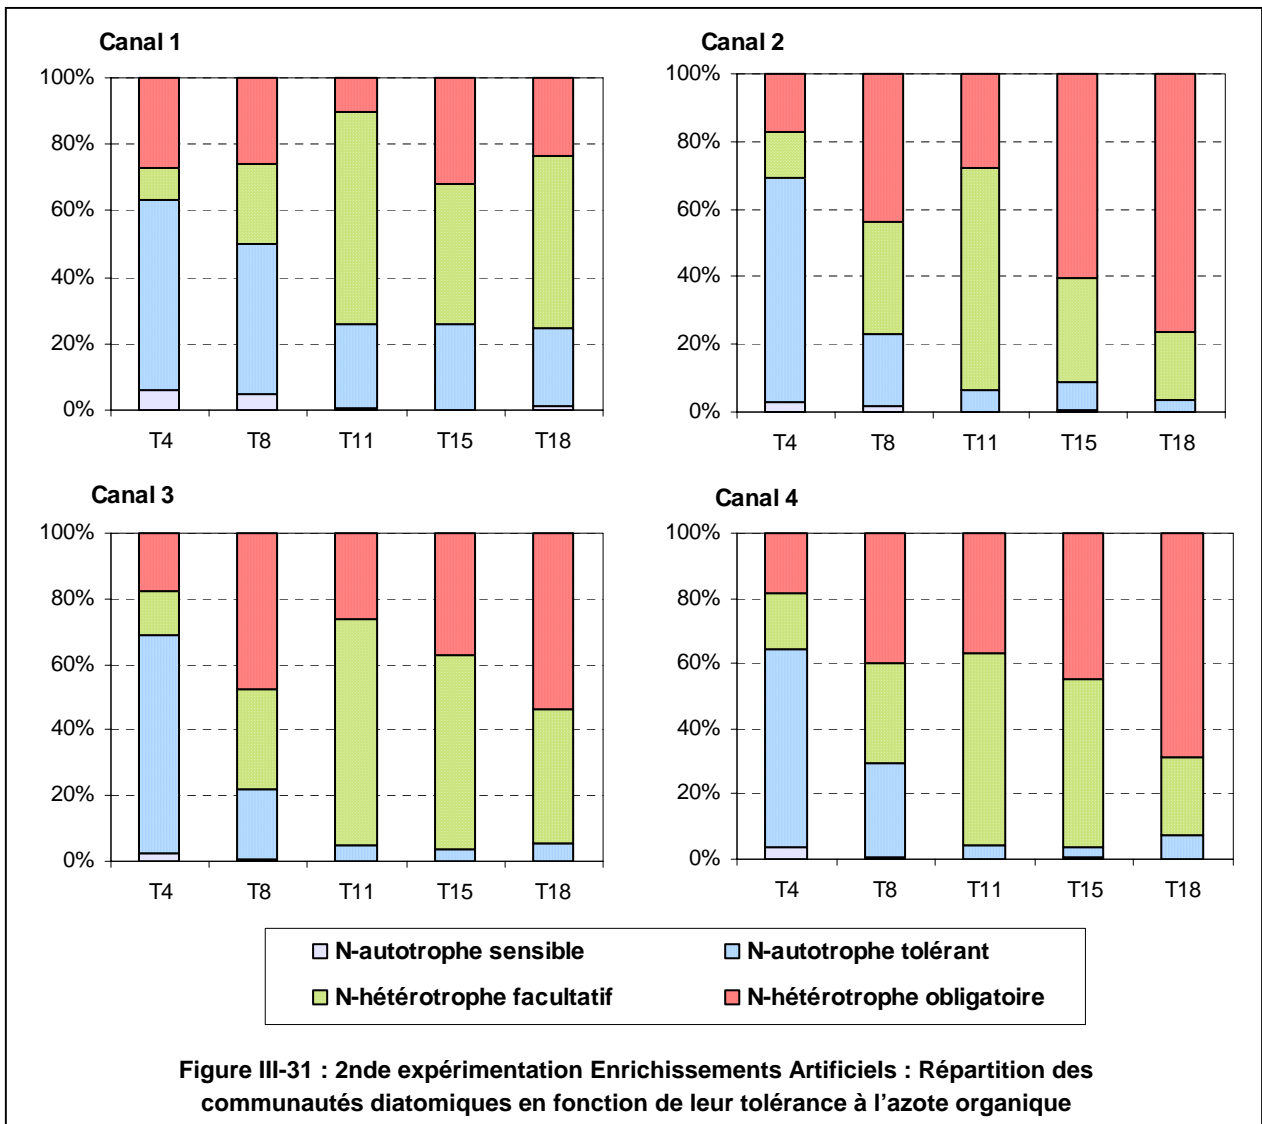 Canal 1
100%
80%
60%
40%
20%
0%
T4 T8 T11 T15 T18
Canal 2
100%
80%
60%
40%
20%
0%
T4 T8 T11 T15 T18
Canal 3
100%
80%
60%
40%
20%
0%
T4 T8 T11 T15 T18
Canal 4
100%
80%
60%
40%
20%
0%
T4 T8 T11 T15 T18
N-autotrophe sensible N-autotrophe tolérant
N-hétérotrophe facultatif N-hétérotrophe obligatoire
Figure III-31 : 2nde expérimentation Enrichissements Artificiels : Répartition des
communautés diatomiques en fonction de leur tolérance à l'azote organique